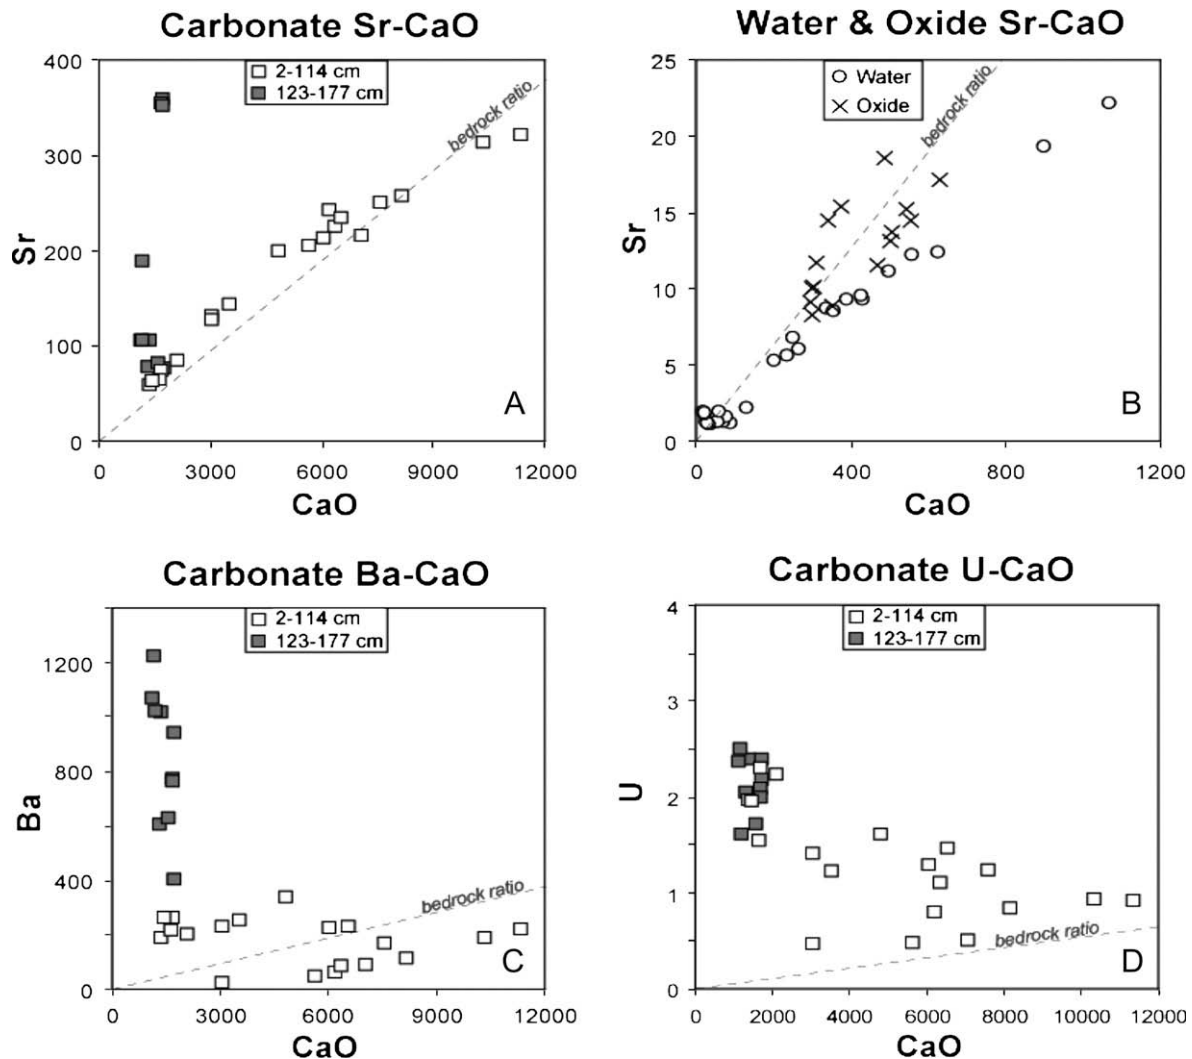 Carbonate Sr-CaO
400
2-114 cm
123-177 cm
bedrock ratio
300
Sr
200
100
A
0
0 3000 6000 9000 12000
CaO
Water & Oxide Sr-CaO
25
Water
Oxide
bedrock ratio
20
15
Sr
10
5
B
0
0 400 800 1200
CaO
Carbonate Ba-CaO
2-114 cm
123-177 cm
1200
800
Ba
400
bedrock ratio
C
0
0 3000 6000 9000 12000
CaO
Carbonate U-CaO
4
2-114 cm
123-177 cm
3
U
2
1
bedrock ratio
D
0
0 2000 4000 6000 8000 10000 12000
CaO